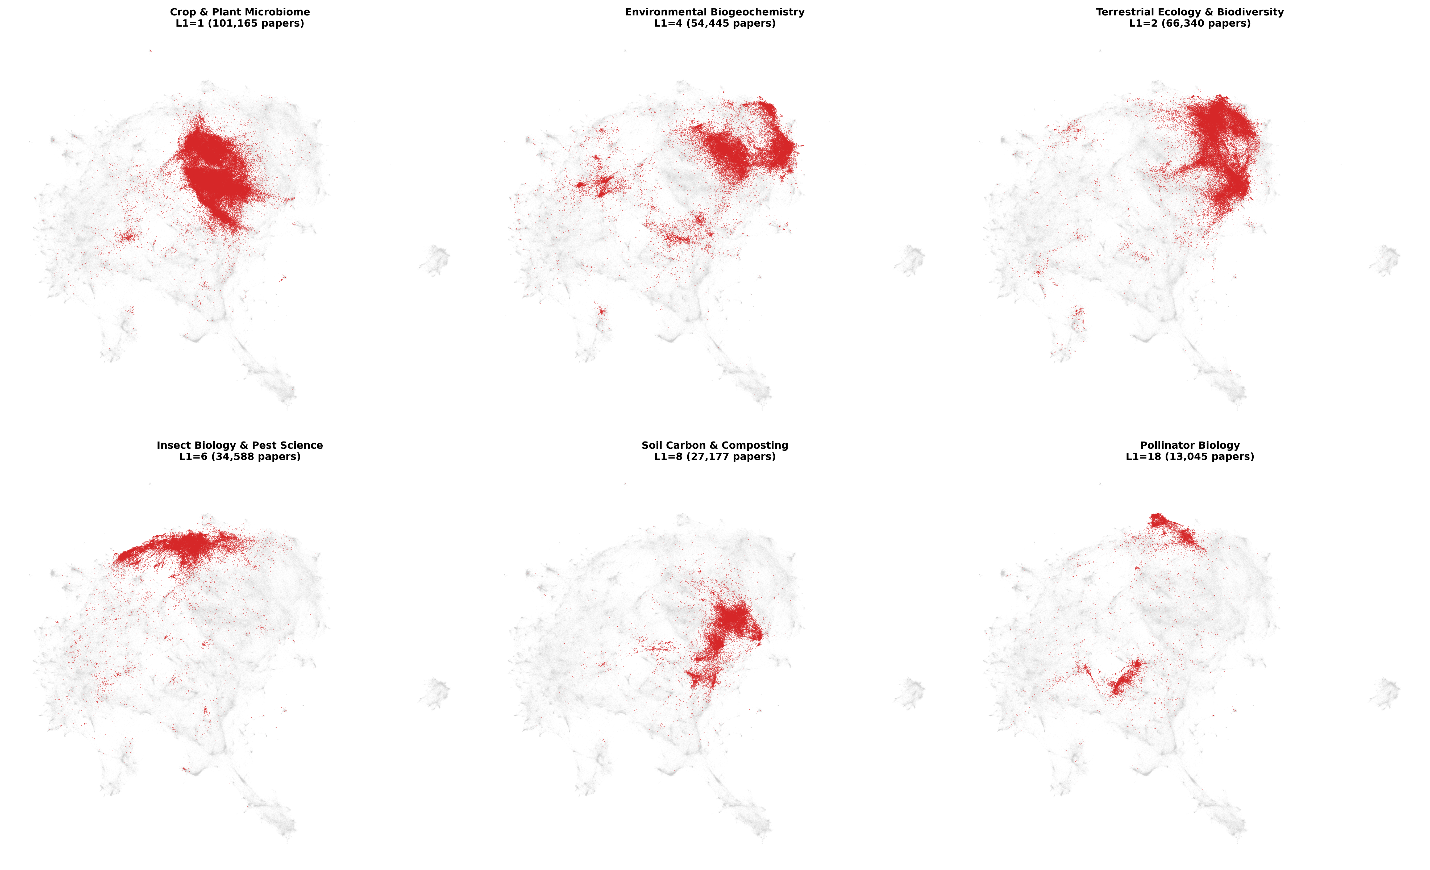 Crop & Plant Microbiome
L1=1 (101,165 papers)
Environmental Biogeochemistry
L1=4 (54,445 papers)
Terrestrial Ecology & Biodiversity
L1=2 (66,340 papers)
Insect Biology & Pest Science
L1=6 (34,588 papers)
Soil Carbon & Composting
L1=8 (27,177 papers)
Pollinator Biology
L1=18 (13,045 papers)